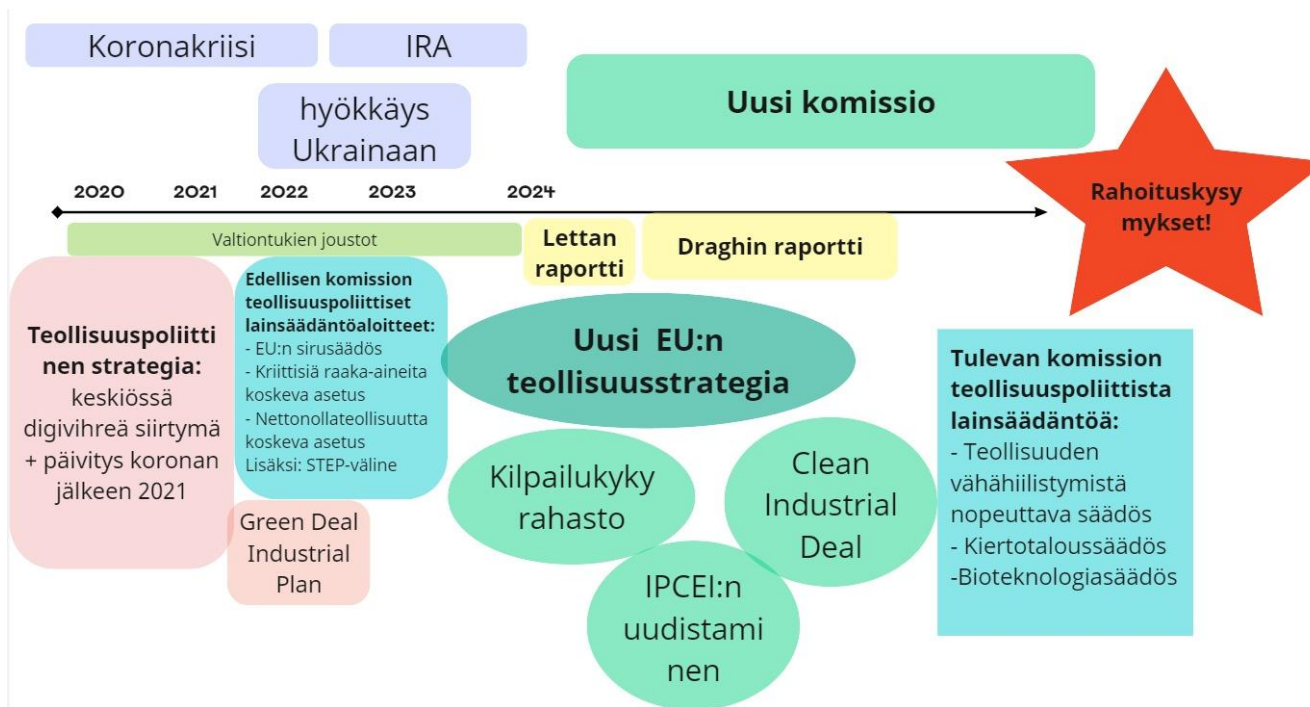 Koronakriisi
IRA
hyökkäys
Ukrainaan
Uusi komissio
Rahoituskysy
mykset!
2020
2021
2022
2023
2024
Valtiontukien joustot
Lettan
raportti
Draghin raportti
Teollisuuspoliitti
nen strategia:
keskiössä
digivihreä siirtymä
+ päivitys koronan
jälkeen 2021
Edellisen komission
teollisuuspoliittiset
lainsäädäntöaloitteet:
- EU:n sirusäädös
- Kriittisiä raaka-aineita
koskeva asetus
- Nettonollateollisuutta
koskeva asetus
Lisäksi: STEP-väline
Green Deal
Industrial
Plan
Uusi EU:n
teollisuusstrategia
Kilpailukyky
rahasto
Clean
Industrial
Deal
IPCEI:n
uudistami
nen
Tulevan komission
teollisuuspoliittista
lainsäädäntöä:
- Teollisuuden
vähähiilistymistä
nopeuttava säädös
- Kiertotaloussäädös
-Bioteknologiasäädös